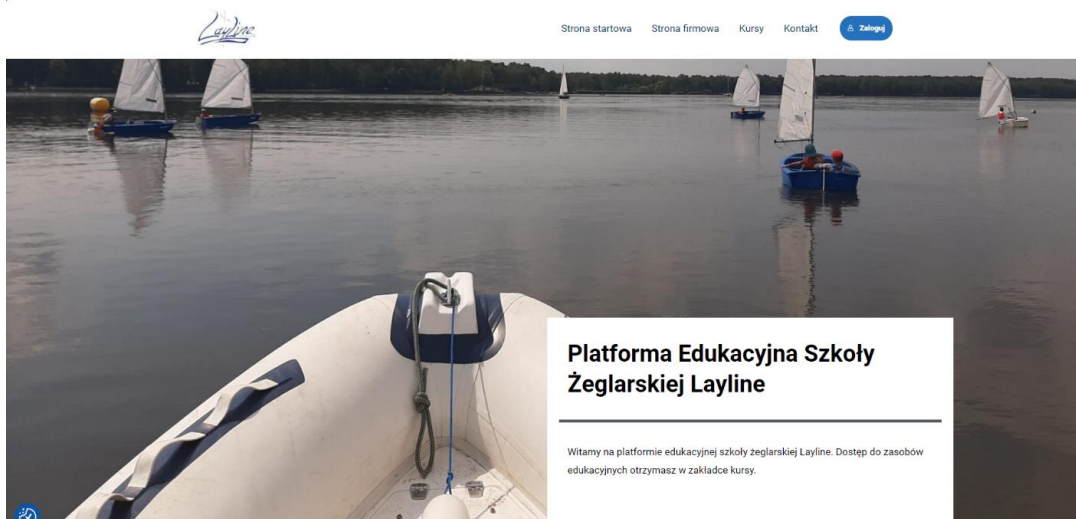 Layline
Strona startowa Strona firmowa Kursy Kontakt Zaloguj
Platforma Edukacyjna Szkoły
Żeglarskiej Layline
Witamy na platformie edukacyjnej szkoły żeglarskiej Layline. Dostęp do zasobów
edukacyjnych otrzymasz w zakładce kursy.